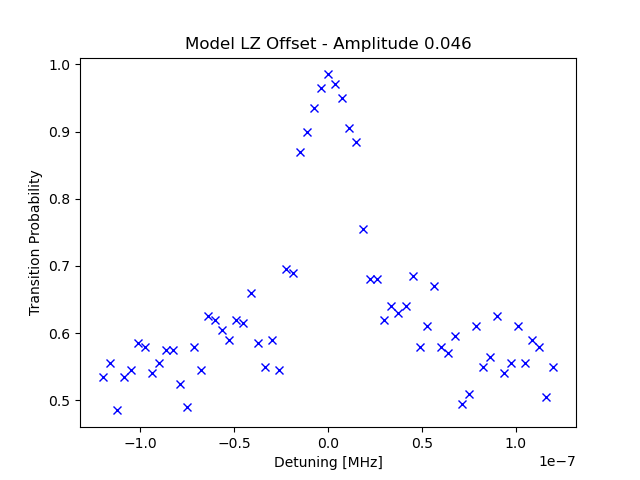 Model LZ Offset - Amplitude 0.046
1.0
0.9
0.8
0.7
0.6
0.5
Transition Probability
−1.0 −0.5 0.0 0.5 1.0
1e−7
Detuning [MHz]